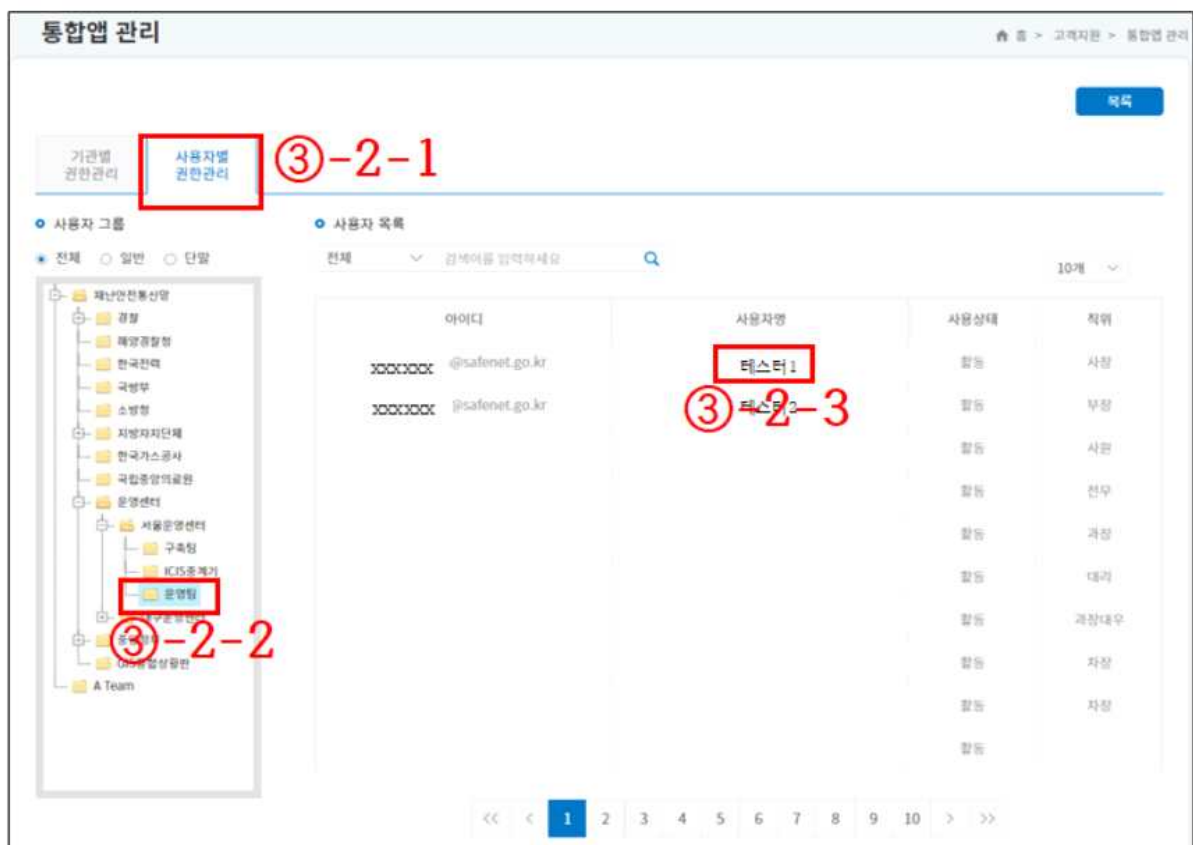 통합앱 관리
홈 > 고객지원 > 통합앱 관리
목록
기관별
권한관리
사용자별
권한관리
③-2-1
사용자 그룹
사용자 목록
전체 일반 단말
전체 검색어를 입력하세요
10개
재난안전통신망
경찰
해양경찰청
한국전력
국방부
소방청
지방자치단체
한국가스공사
국립중앙의료원
운영센터
서울운영센터
구축팀
운영팀
③-2-2
A Team
아이디 사용자명 사용상태 직위
xxxxxxx @safenet.go.kr 테스터1 활동 사장
xxxxxxx @safenet.go.kr 테스터2 활동 부장
③-2-3
활동 사원
활동 전무
활동 과장
활동 대리
활동 과장대우
활동 차장
활동 차장
활동
<< < 1 2 3 4 5 6 7 8 9 10 > >>